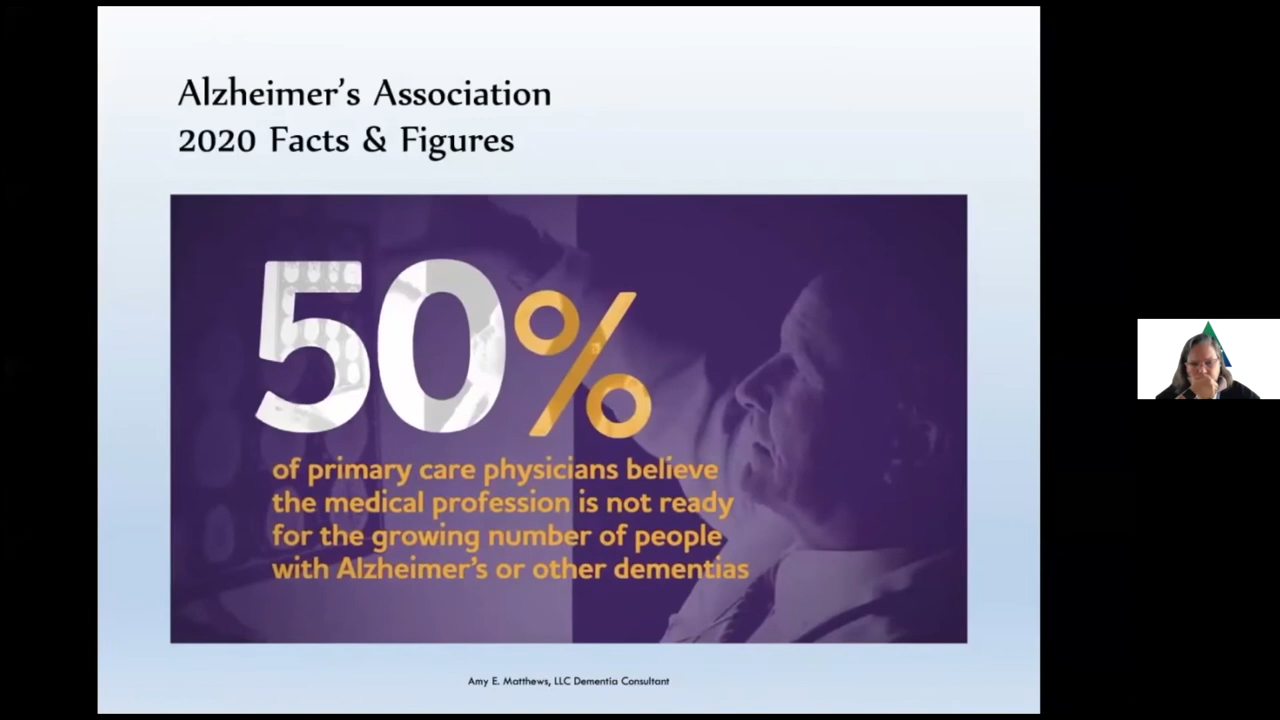 Alzheimer's Association
2020 Facts & Figures
50%
of primary care physicians believe
the medical profession is not ready
for the growing number of people
with Alzheimer's or other dementias
Amy E. Matthews, LLC Dementia Consultant